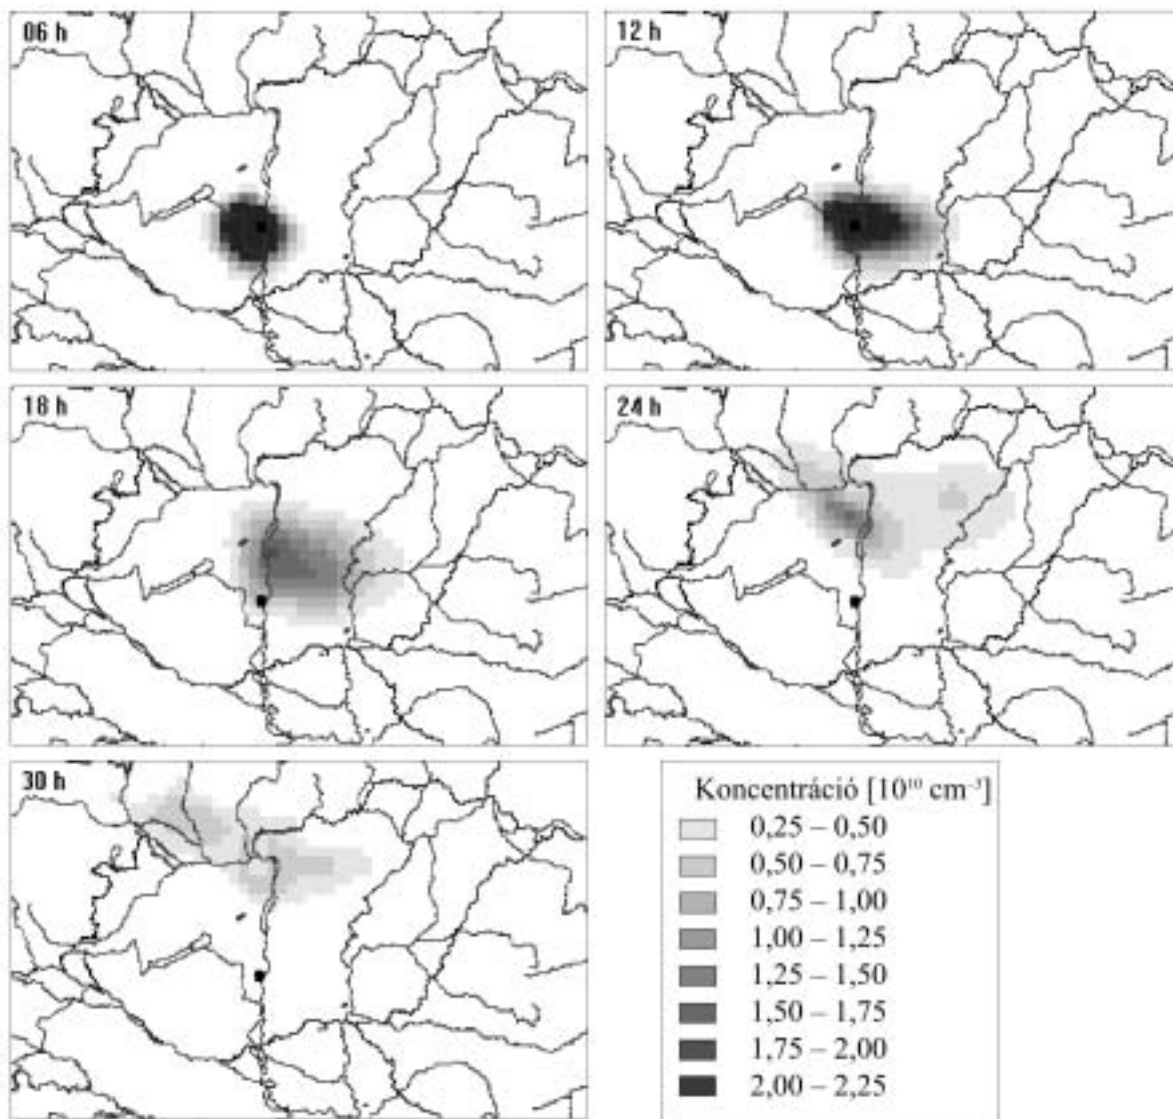 06 h
12 h
18 h
24 h
30 h
Koncentráció [10¹⁰ cm⁻³]
0,25 – 0,50
0,50 – 0,75
0,75 – 1,00
1,00 – 1,25
1,25 – 1,50
1,50 – 1,75
1,75 – 2,00
2,00 – 2,25